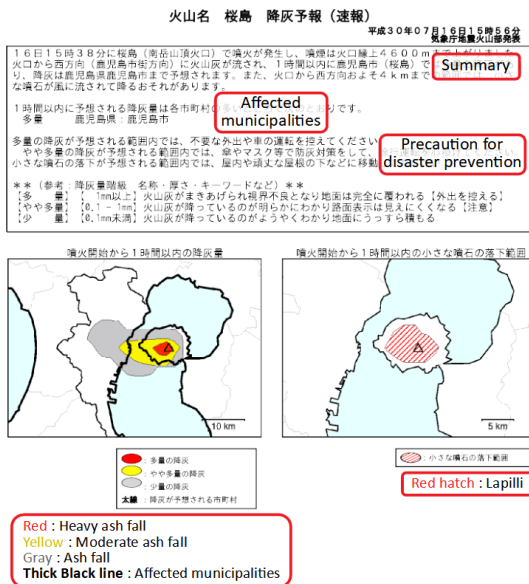 火山名 桜島 降灰予報(速報)
平成30年07月16日15時56分
気象庁地震火山部発表
16日15時38分に桜島(南岳山頂火口)で噴火が発生し、噴煙は火口縁上4600m
火口から西方向(鹿児島市街方向)に火山灰が流され、1時間以内に鹿児島市(桜島)で
り、降灰は鹿児島県鹿児島市まで予想されます。また、火口から西方向およそ4kmま
な噴石が風に流されて降るおそれがあります。
Summary
1時間以内に予想される降灰量は各市町村の
おりです。
多量 鹿児島県:鹿児島市
Affected
municipalities
多量の降灰が予想される範囲内では、不要な外出や車の運転を控えてください
やや多量の降灰が予想される範囲内では、傘やマスク等で防災対策をして、
小さな噴石の落下が予想される範囲内では、屋内や頑丈な屋根の下などに移動
Precaution for
disaster prevention
**(参考:降灰量階級 名称・厚さ・キーワードなど)**
【多 量】【 1mm以上】火山灰がまきあげられ視界不良となり地面は完全に覆われる【外出を控える】
【やや多量】【0.1-1mm】火山灰が降っているのが明らかにわかり路面表示は見えにくくなる【注意】
【少 量】【0.1mm未満】火山灰が降っているのがようやくわかり地面にうっすら積もる
噴火開始から1時間以内の降灰量
噴火開始から1時間以内の小さな噴石の落下範囲
10 km
5 km
:多量の降灰
:やや多量の降灰
:少量の降灰
太線 :降灰が予想される市町村
:小さな噴石の落下範囲
Red hatch : Lapilli
Red : Heavy ash fall
Yellow : Moderate ash fall
Gray : Ash fall
Thick Black line : Affected municipalities